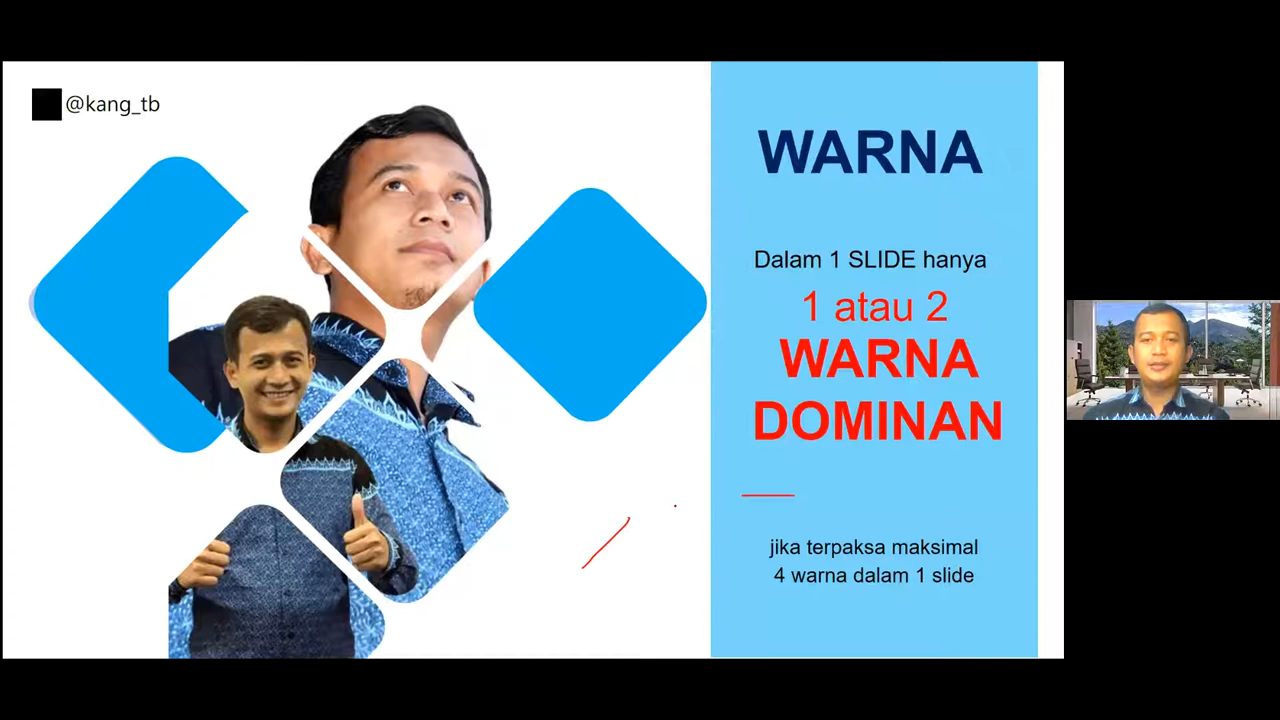 @kang_tb
WARNA
Dalam 1 SLIDE hanya
1 atau 2
WARNA
DOMINAN
jika terpaksa maksimal
4 warna dalam 1 slide